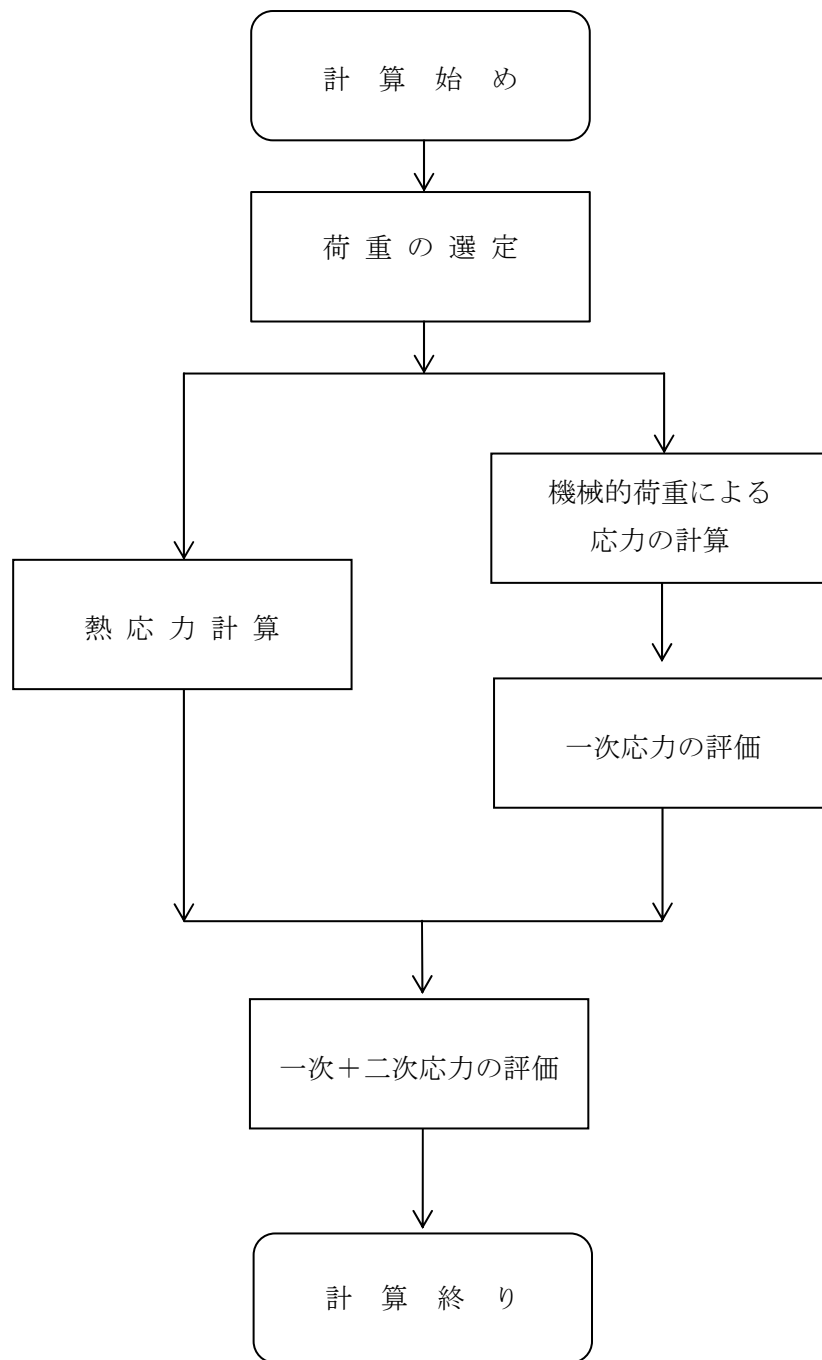 計算始め
荷重の選定
機械的荷重による
応力の計算
熱応力計算
一次応力の評価
一次+二次応力の評価
計算終り